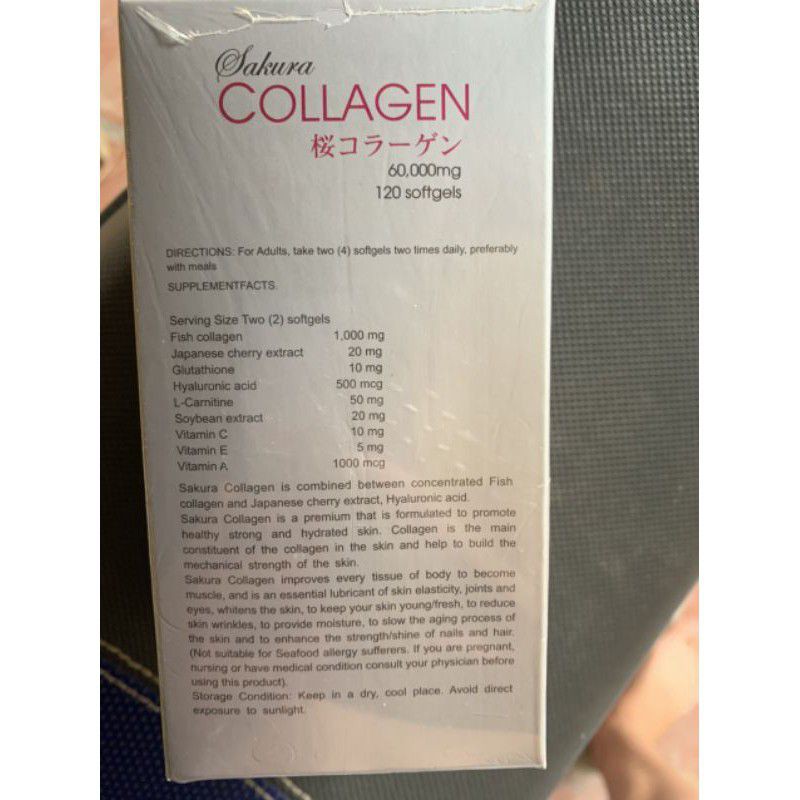 Sakura
COLLAGEN
桜コラーゲン
60,000mg
120 softgels
DIRECTIONS: For Adults, take two (4) softgels two times daily, preferably
with meals
SUPPLEMENTFACTS.
Serving Size Two (2) softgels
Fish collagen 1,000 mg
Japanese cherry extract 20 mg
Glutathione 10 mg
Hyaluronic acid 500 mcg
L-Carnitine 50 mg
Soybean extract 20 mg
Vitamin C 10 mg
Vitamin E 5 mg
Vitamin A 1000 mcg
Sakura Collagen is combined between concentrated Fish
collagen and Japanese cherry extract, Hyaluronic acid.
Sakura Collagen is a premium that is formulated to promote
healthy strong and hydrated skin. Collagen is the main
constituent of the collagen in the skin and help to build the
mechanical strength of the skin.
Sakura Collagen improves every tissue of body to become
muscle, and is an essential lubricant of skin elasticity, joints and
eyes, whitens the skin, to keep your skin young/fresh, to reduce
skin wrinkles, to provide moisture, to slow the aging process of
the skin and to enhance the strength/shine of nails and hair.
(Not suitable for Seafood allergy sufferers. If you are pregnant,
nursing or have medical condition consult your physician before
using this product).
Storage Condition: Keep in a dry, cool place. Avoid direct
exposure to sunlight.